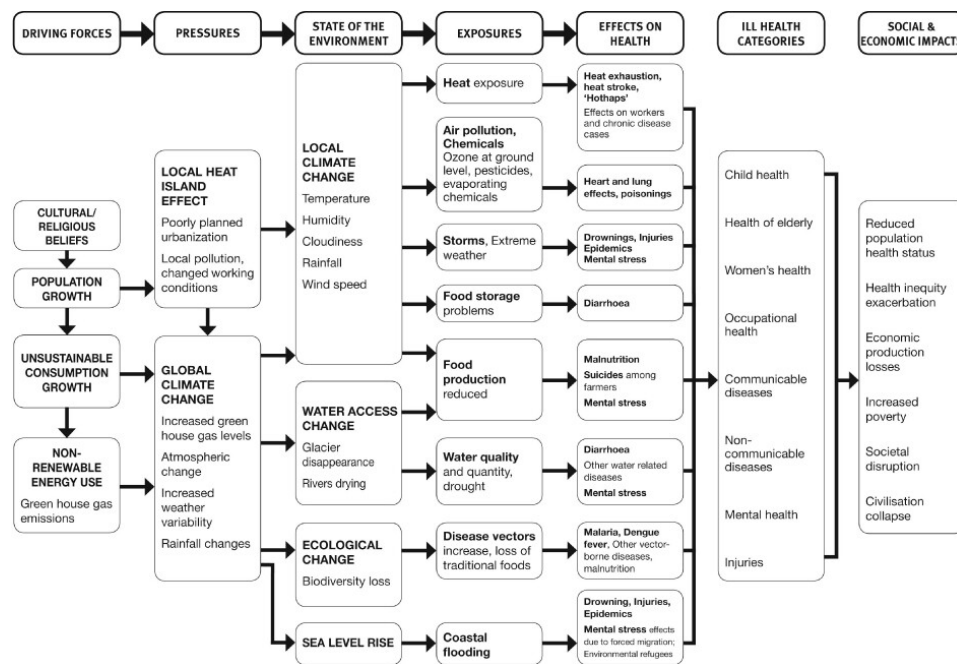 DRIVING FORCES
PRESSURES
STATE OF THE
ENVIRONMENT
EXPOSURES
EFFECTS ON
HEALTH
ILL HEALTH
CATEGORIES
SOCIAL &
ECONOMIC IMPACTS
CULTURAL/
RELIGIOUS
BELIEFS
POPULATION
GROWTH
UNSUSTAINABLE
CONSUMPTION
GROWTH
NON-
RENEWABLE
ENERGY USE
Green house gas
emissions
LOCAL HEAT
ISLAND
EFFECT
Poorly planned
urbanization
Local pollution,
changed working
conditions
GLOBAL
CLIMATE
CHANGE
Increased green
house gas levels
Atmospheric
change
Increased
weather
variability
Rainfall changes
LOCAL
CLIMATE
CHANGE
Temperature
Humidity
Cloudiness
Rainfall
Wind speed
WATER ACCESS
CHANGE
Glacier
disappearance
Rivers drying
ECOLOGICAL
CHANGE
Biodiversity loss
SEA LEVEL RISE
Heat exposure
Air pollution,
Chemicals
Ozone at ground
level, pesticides,
evaporating
chemicals
Storms, Extreme
weather
Food storage
problems
Food
production
reduced
Water quality
and quantity,
drought
Disease vectors
increase, loss of
traditional foods
Coastal
flooding
Heat exhaustion,
heat stroke,
'Hothaps'
Effects on workers
and chronic disease
cases
Heart and lung
effects, poisonings
Drownings, Injuries
Epidemics
Mental stress
Diarrhoea
Malnutrition
Suicides among
farmers
Mental stress
Diarrhoea
Other water related
diseases
Mental stress
Malaria, Dengue
fever, Other vector-
borne diseases,
malnutrition
Drowning, Injuries,
Epidemics
Mental stress effects
due to forced migration;
Environmental refugees
Child health
Health of elderly
Women's health
Occupational
health
Communicable
diseases
Non-
communicable
diseases
Mental health
Injuries
Reduced
population
health status
Health inequity
exacerbation
Economic
production
losses
Increased
poverty
Societal
disruption
Civilisation
collapse